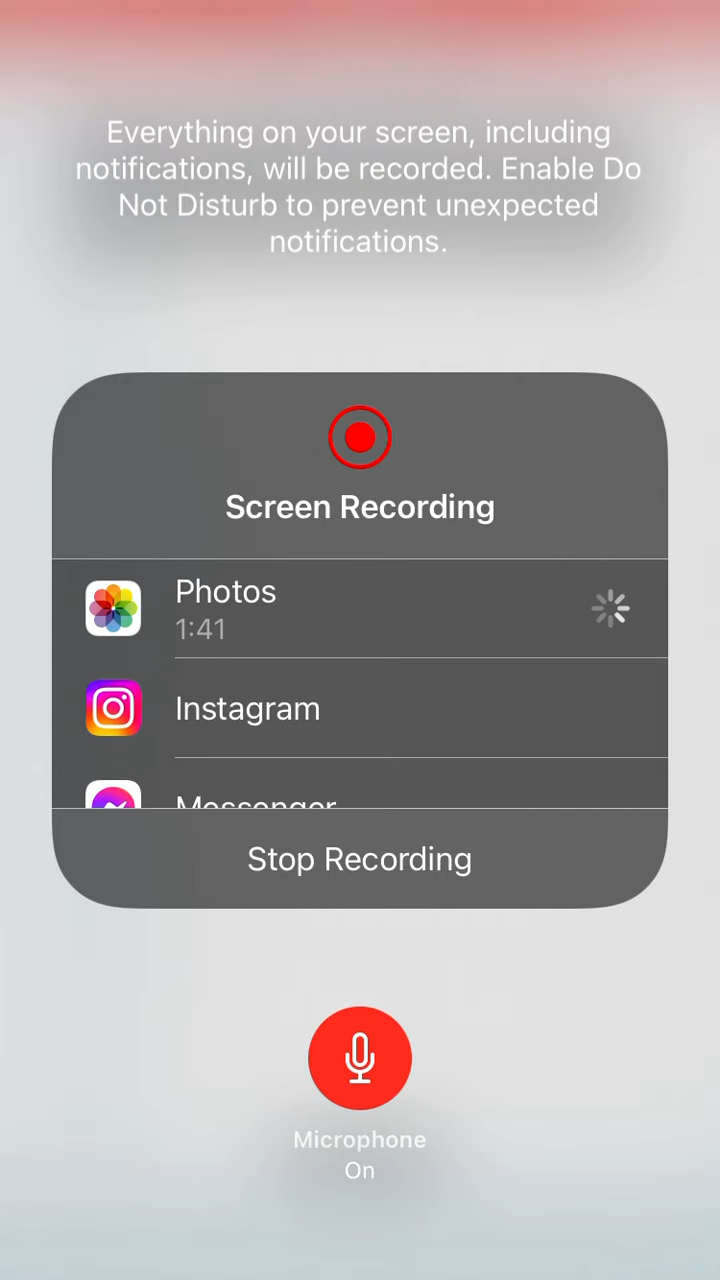 Everything on your screen, including
notifications, will be recorded. Enable Do
Not Disturb to prevent unexpected
notifications.
Screen Recording
Photos
1:41
Instagram
Messenger
Stop Recording
Microphone
On